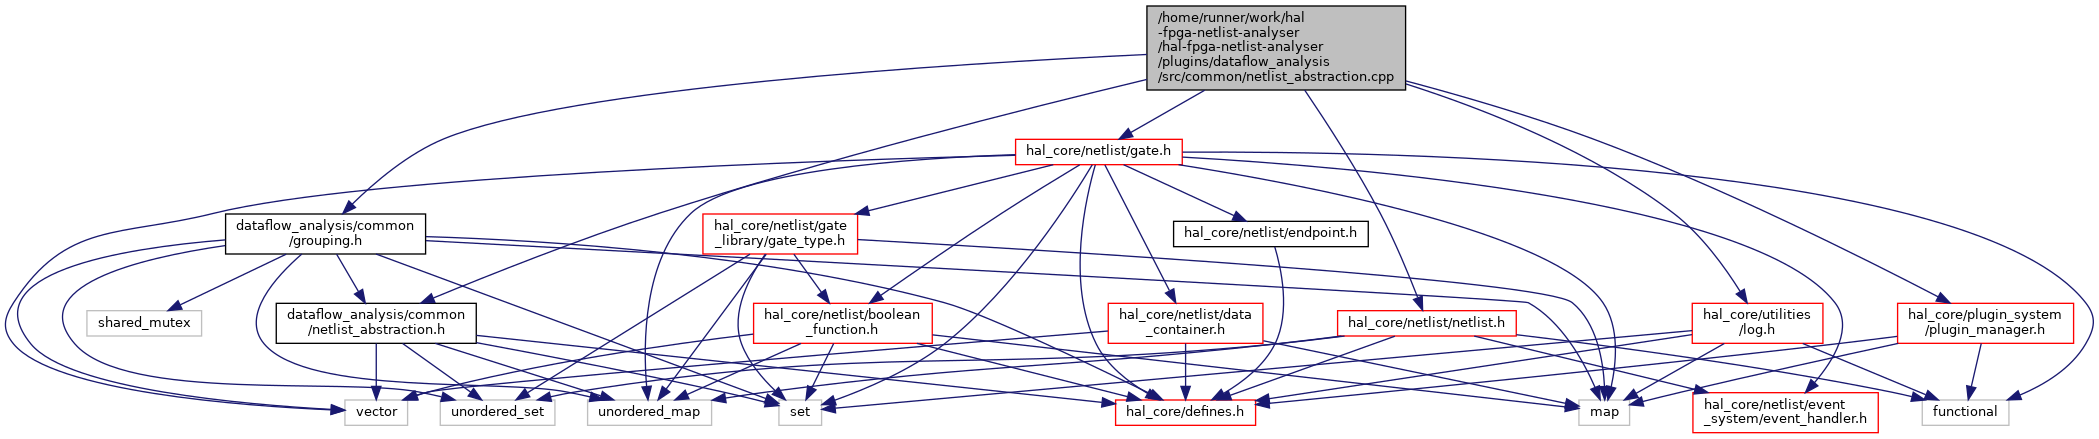 /home/runner/work/hal
-fpga-netlist-analyser
/hal-fpga-netlist-analyser
/plugins/dataflow_analysis
/src/common/netlist_abstraction.cpp
hal_core/netlist/gate.h
dataflow_analysis/common
/grouping.h
hal_core/netlist/gate
_library/gate_type.h
hal_core/netlist/endpoint.h
shared_mutex
dataflow_analysis/common
/netlist_abstraction.h
hal_core/netlist/boolean
_function.h
hal_core/netlist/data
_container.h
hal_core/netlist/netlist.h
hal_core/utilities
/log.h
hal_core/plugin_system
/plugin_manager.h
vector
unordered_set
unordered_map
set
hal_core/defines.h
map
hal_core/netlist/event
_system/event_handler.h
functional